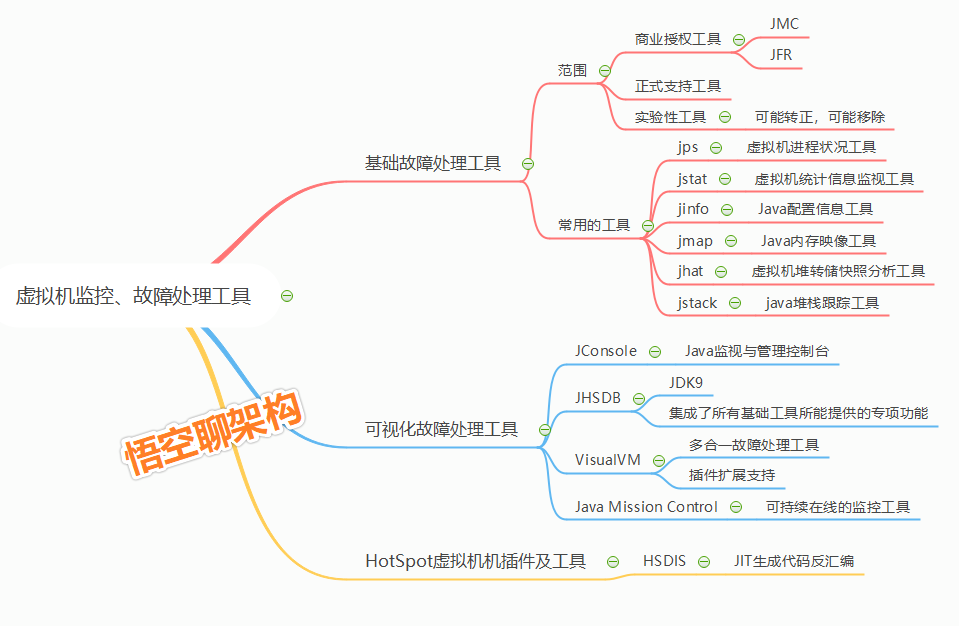 虚拟机监控、故障处理工具
基础故障处理工具
范围
商业授权工具
JMC
JFR
正式支持工具
实验性工具
可能转正，可能移除
常用的工具
jps
虚拟机进程状况工具
jstat
虚拟机统计信息监视工具
jinfo
Java配置信息工具
jmap
Java内存映像工具
jhat
虚拟机堆转储快照分析工具
jstack
java堆栈跟踪工具
可视化故障处理工具
JConsole
Java监视与管理控制台
JHSDB
JDK9
集成了所有基础工具所能提供的专项功能
VisualVM
多合一故障处理工具
插件扩展支持
Java Mission Control
可持续在线的监控工具
HotSpot虚拟机机插件及工具
HSDIS
JIT生成代码反汇编
悟空聊架构